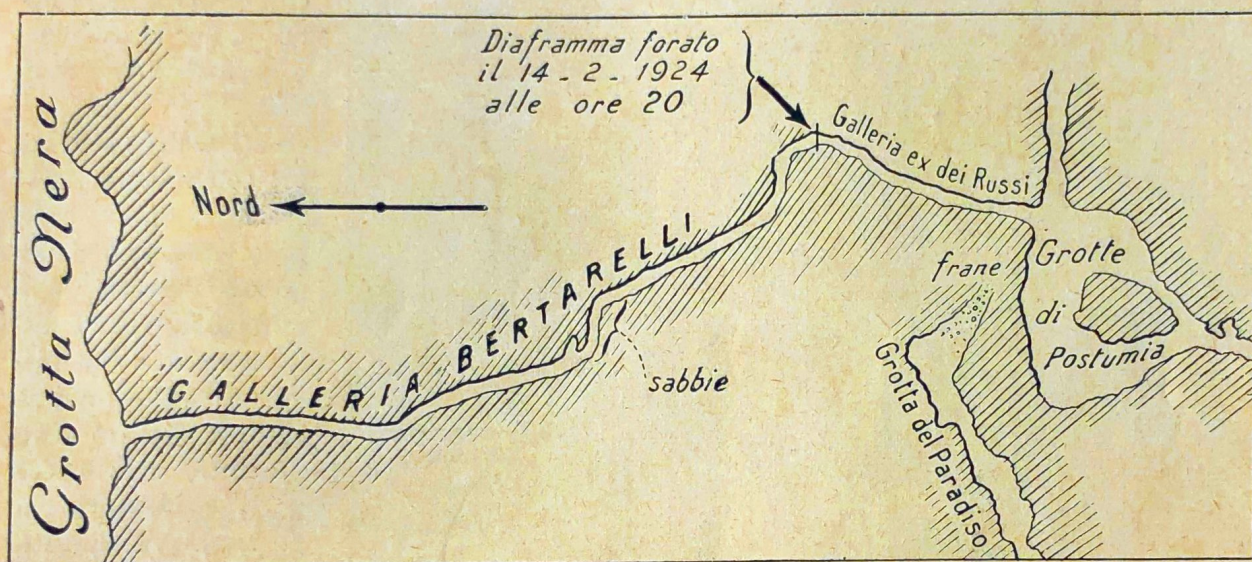 Diaframma forato
il 14 - 2 - 1924
alle ore 20
Galleria ex dei Russi
Nord
Grotta Nera
GALLERIA BERTARELLI
sabbie
frane
Grotte
di
Postumia
Grotta del Paradiso